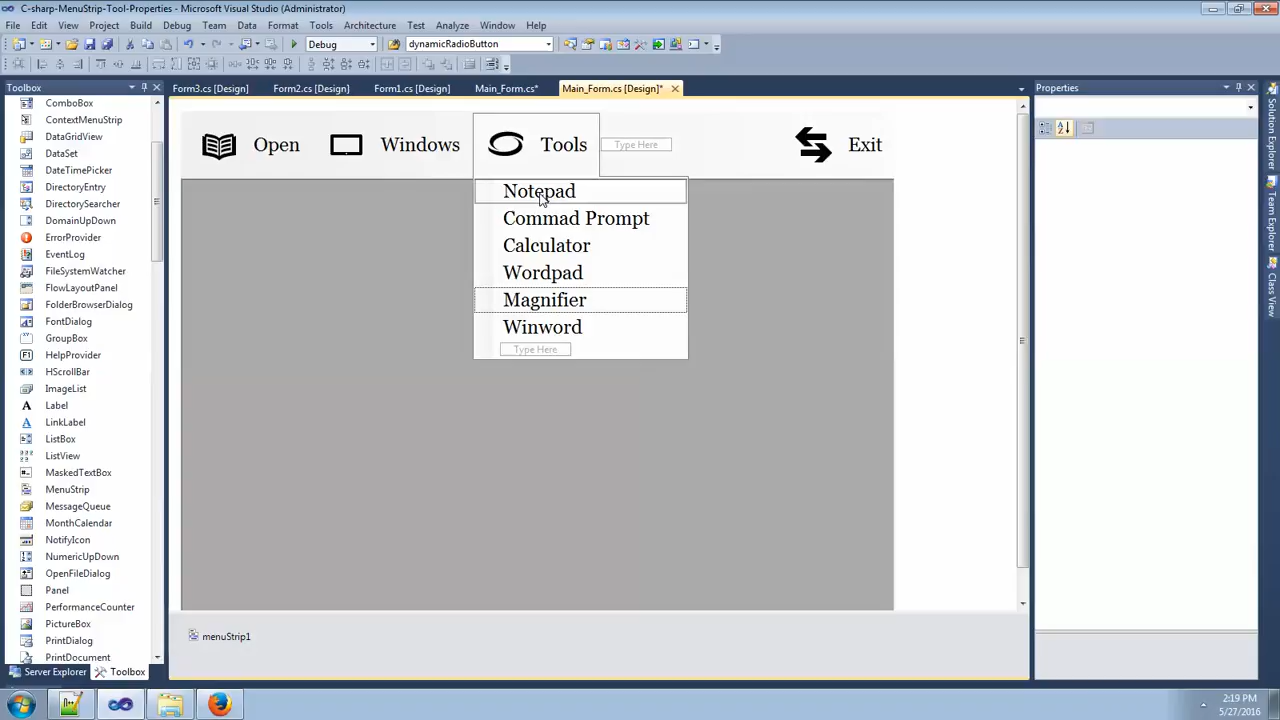 C-sharp-MenuStrip-Tool-Properties - Microsoft Visual Studio (Administrator)
File Edit View Project Build Debug Team Data Format Tools Architecture Test Analyze Window Help
Debug dynamicRadioButton
Toolbox
Form3.cs [Design] Form2.cs [Design] Form1.cs [Design] Main_Form.cs* Main_Form.cs [Design]*
Properties
ComboBox
ContextMenuStrip
DataGridView
DataSet
DateTimePicker
DirectoryEntry
DirectorySearcher
DomainUpDown
ErrorProvider
EventLog
FileSystemWatcher
FlowLayoutPanel
FolderBrowserDialog
FontDialog
GroupBox
HelpProvider
HScrollBar
ImageList
Label
LinkLabel
ListBox
ListView
MaskedTextBox
MenuStrip
MessageQueue
MonthCalendar
NotifyIcon
NumericUpDown
OpenFileDialog
Panel
PerformanceCounter
PictureBox
PrintDialog
PrintDocument
Server Explorer Toolbox
Open Windows Tools Type Here Exit
Notepad
Commad Prompt
Calculator
Wordpad
Magnifier
Winword
Type Here
menuStrip1
Solution Explorer
Team Explorer
Class View
2:19 PM
5/27/2016